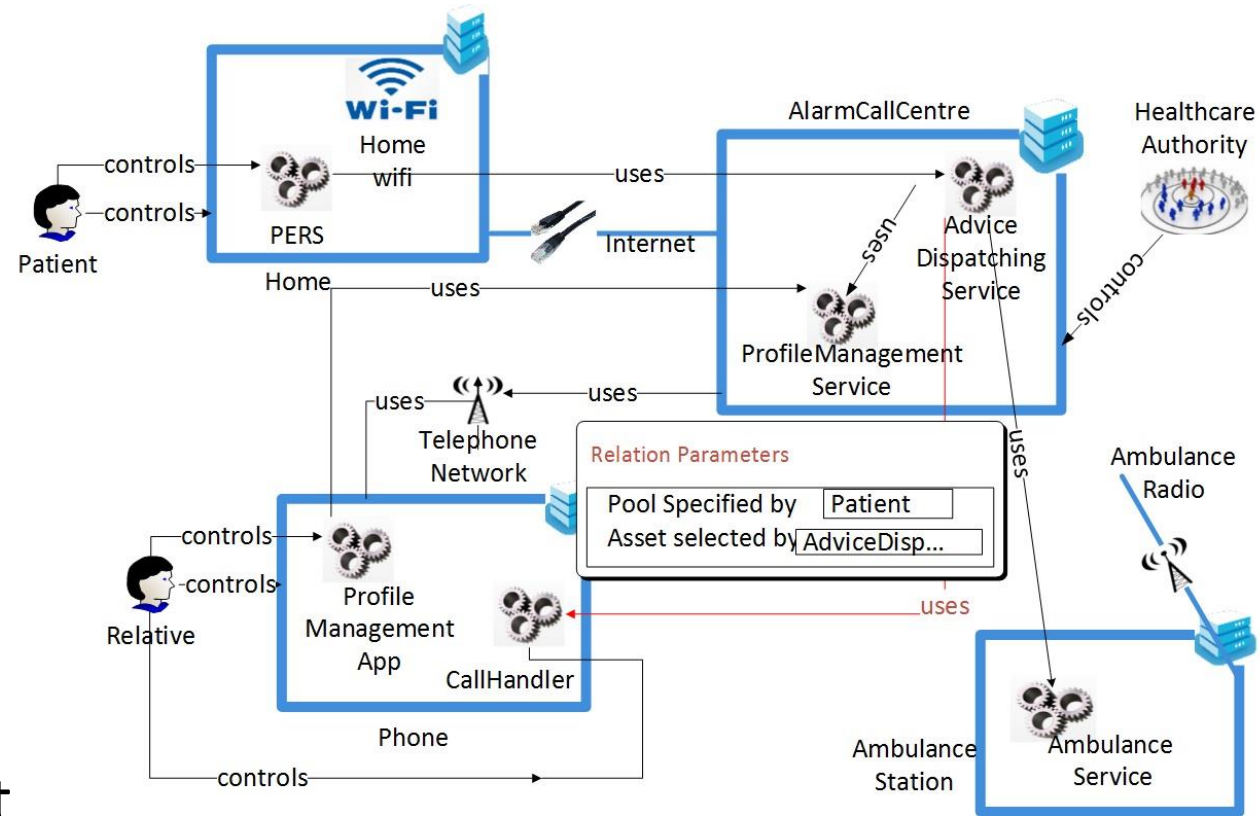 Wi-Fi
Home
wifi
PERS
controls
controls
Patient
Home
uses
Internet
AlarmCallCentre
Healthcare
Authority
Advice
Dispatching
Service
uses
controls
uses
ProfileManagement
Service
uses
uses
Telephone
Network
Relation Parameters
Pool Specified by
Patient
Asset selected by
AdviceDisp...
uses
Ambulance
Radio
controls
controls
Relative
Profile
Management
App
CallHandler
uses
Phone
controls
Ambulance
Station
Ambulance
Service
t